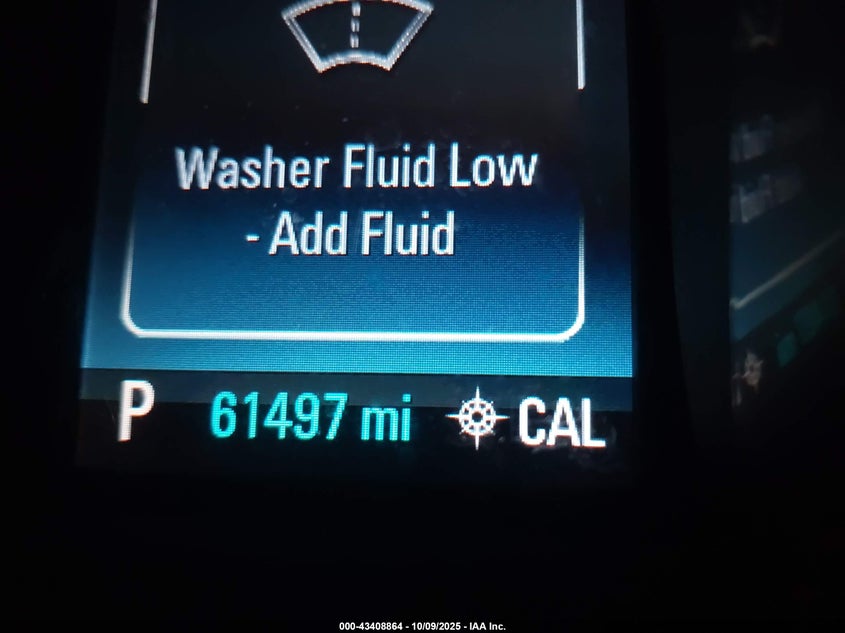 Washer Fluid Low
- Add Fluid
P 61497 mi CAL
000-43408864 - 10/09/2025 - IAA Inc.